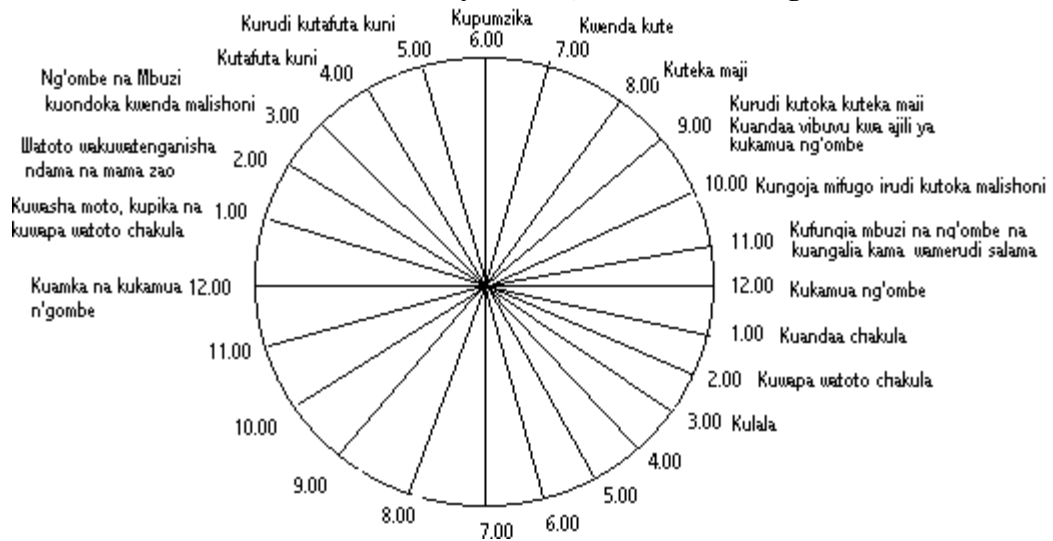 Kupumzika
6.00
Kwenda kute
7.00
Kuteka maji
8.00
Kurudi kutoka kuteka maji
9.00 Kuandaa vibuvu kwa ajili ya
kukamua ng'ombe
10.00 Kungoja mifugo irudi kutoka malishoni
Kufungia mbuzi na ng'ombe na
11.00 kuangalia kama wamerudi salama
12.00 Kukamua ng'ombe
1.00 Kuandaa chakula
2.00 Kuwapa watoto chakula
3.00 Kulala
4.00
5.00
6.00
7.00
8.00
9.00
10.00
11.00
Kuamka na kukamua 12.00
n'gombe
Kuwasha moto, kupika na 1.00
kuwapa watoto chakula
Watoto wakuwatenganisha 2.00
ndama na mama zao
Ng'ombe na Mbuzi
kuondoka kwenda malishoni
3.00
Kutafuta kuni
4.00
Kurudi kutafuta kuni
5.00